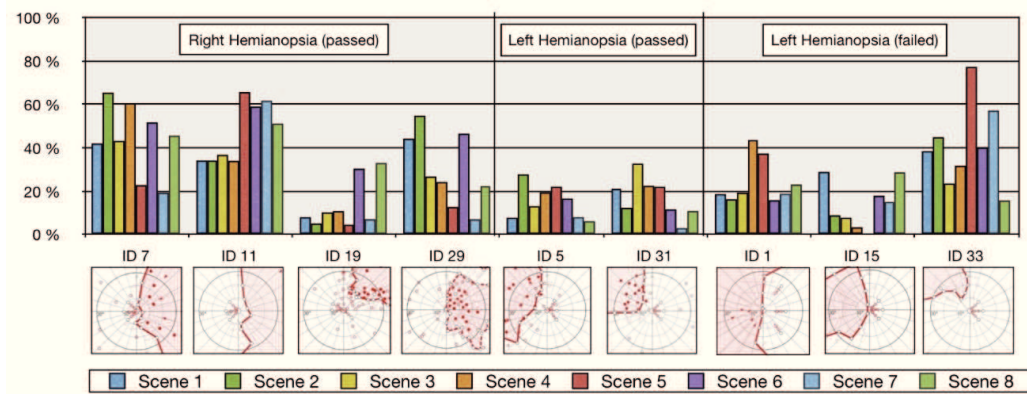 100 %
80 %
60 %
40 %
20 %
0 %
Right Hemianopsia (passed)
Left Hemianopsia (passed)
Left Hemianopsia (failed)
ID 7 ID 11 ID 19 ID 29 ID 5 ID 31 ID 1 ID 15 ID 33
Scene 1 Scene 2 Scene 3 Scene 4 Scene 5 Scene 6 Scene 7 Scene 8